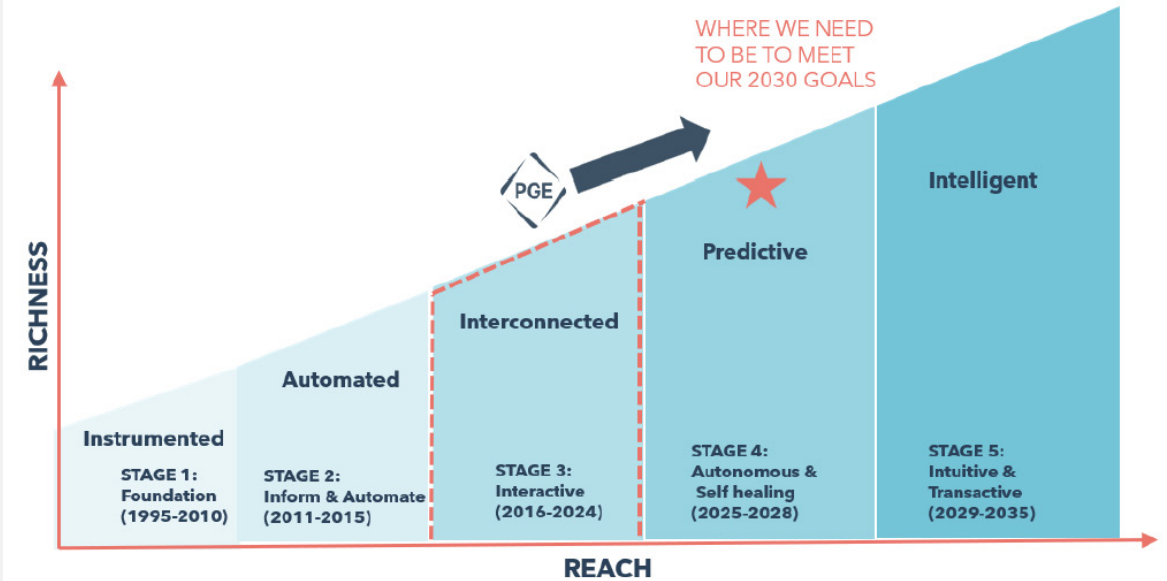 WHERE WE NEED
TO BE TO MEET
OUR 2030 GOALS
PGE
Intelligent
Predictive
Interconnected
Automated
Instrumented
RICHNESS
STAGE 1:
Foundation
(1995-2010)
STAGE 2:
Inform & Automate
(2011-2015)
STAGE 3:
Interactive
(2016-2024)
STAGE 4:
Autonomous &
Self healing
(2025-2028)
STAGE 5:
Intuitive &
Transactive
(2029-2035)
REACH